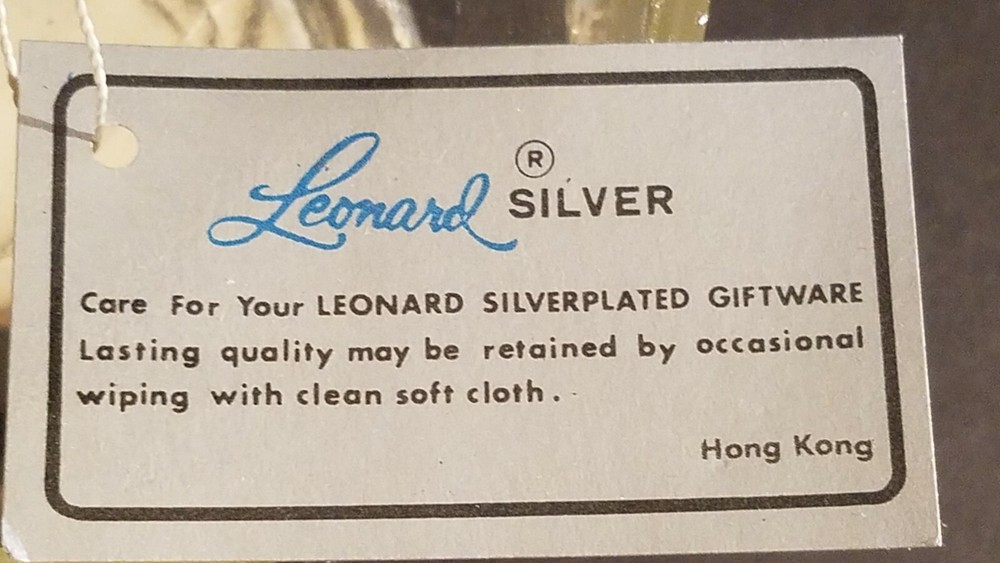 Leonard ® SILVER
Care For Your LEONARD SILVERPLATED GIFTWARE
Lasting quality may be retained by occasional
wiping with clean soft cloth.
Hong Kong